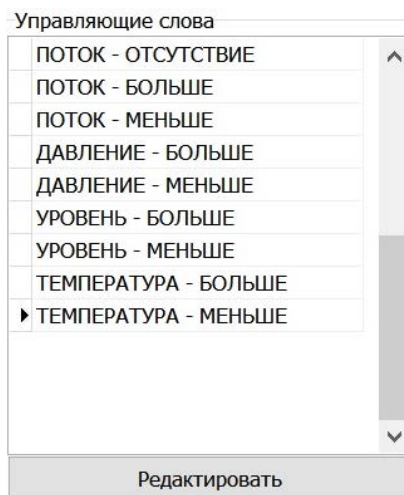 Управляющие слова
ПОТОК - ОТСУТСТВИЕ
ПОТОК - БОЛЬШЕ
ПОТОК - МЕНЬШЕ
ДАВЛЕНИЕ - БОЛЬШЕ
ДАВЛЕНИЕ - МЕНЬШЕ
УРОВЕНЬ - БОЛЬШЕ
УРОВЕНЬ - МЕНЬШЕ
ТЕМПЕРАТУРА - БОЛЬШЕ
ТЕМПЕРАТУРА - МЕНЬШЕ
Редактировать